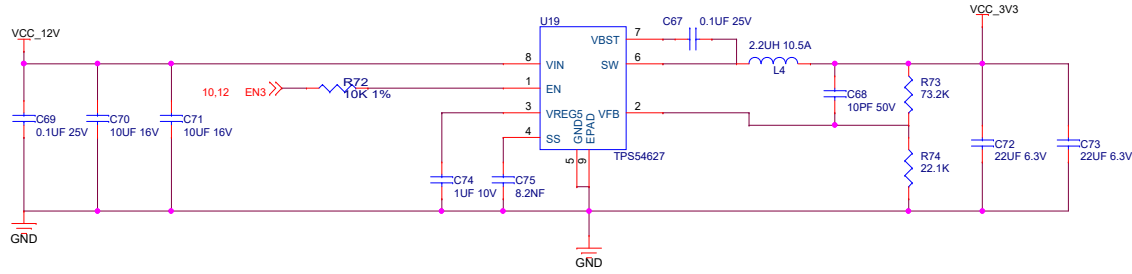 VCC_12V
VCC_3V3
U19
C67 0.1UF 25V
7
VBST
2.2UH 10.5A
8
VIN
6
SW
L4
10,12 EN3
R72
10K 1%
1
EN
C68
10PF 50V
R73
73.2K
C69
0.1UF 25V
C70
10UF 16V
C71
10UF 16V
3
VREG5
2
VFB
4
SS
GND5
EPAD
5
9
TPS54627
R74
22.1K
C72
22UF 6.3V
C73
22UF 6.3V
C74
1UF 10V
C75
8.2NF
GND
GND